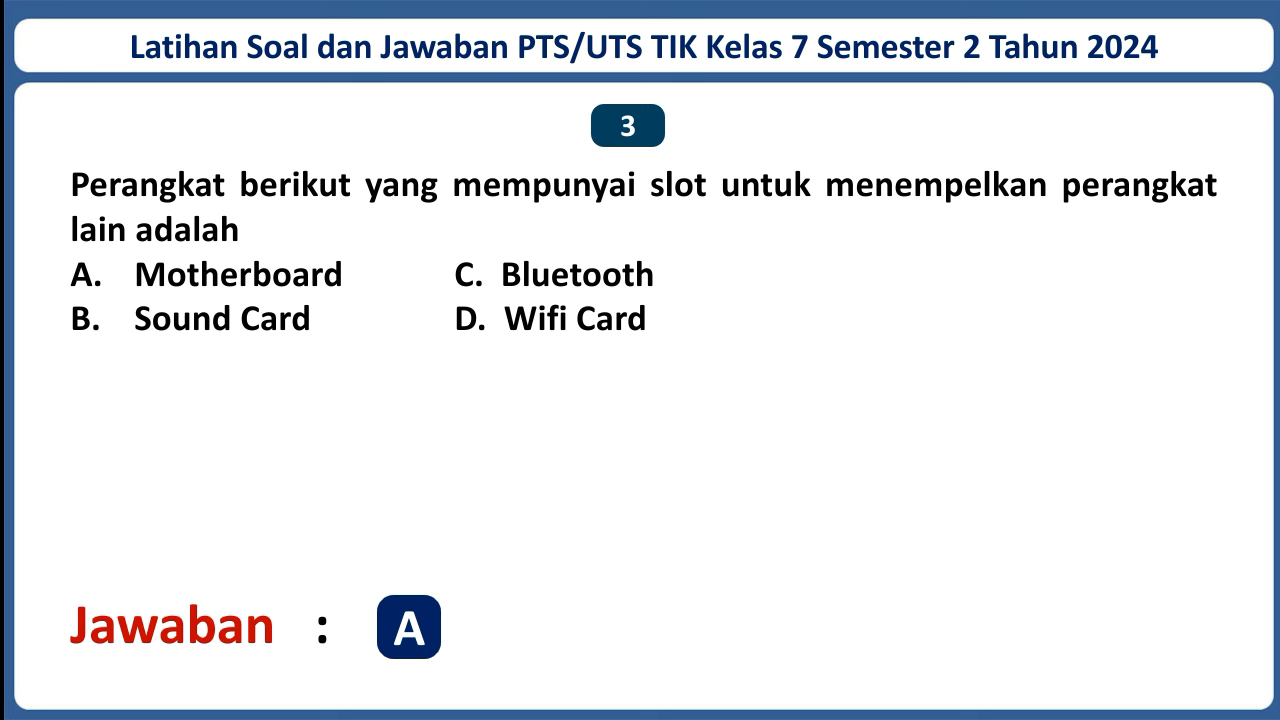 Latihan Soal dan Jawaban PTS/UTS TIK Kelas 7 Semester 2 Tahun 2024
3
Perangkat berikut yang mempunyai slot untuk menempelkan perangkat
lain adalah
A. Motherboard C. Bluetooth
B. Sound Card D. Wifi Card
Jawaban : A